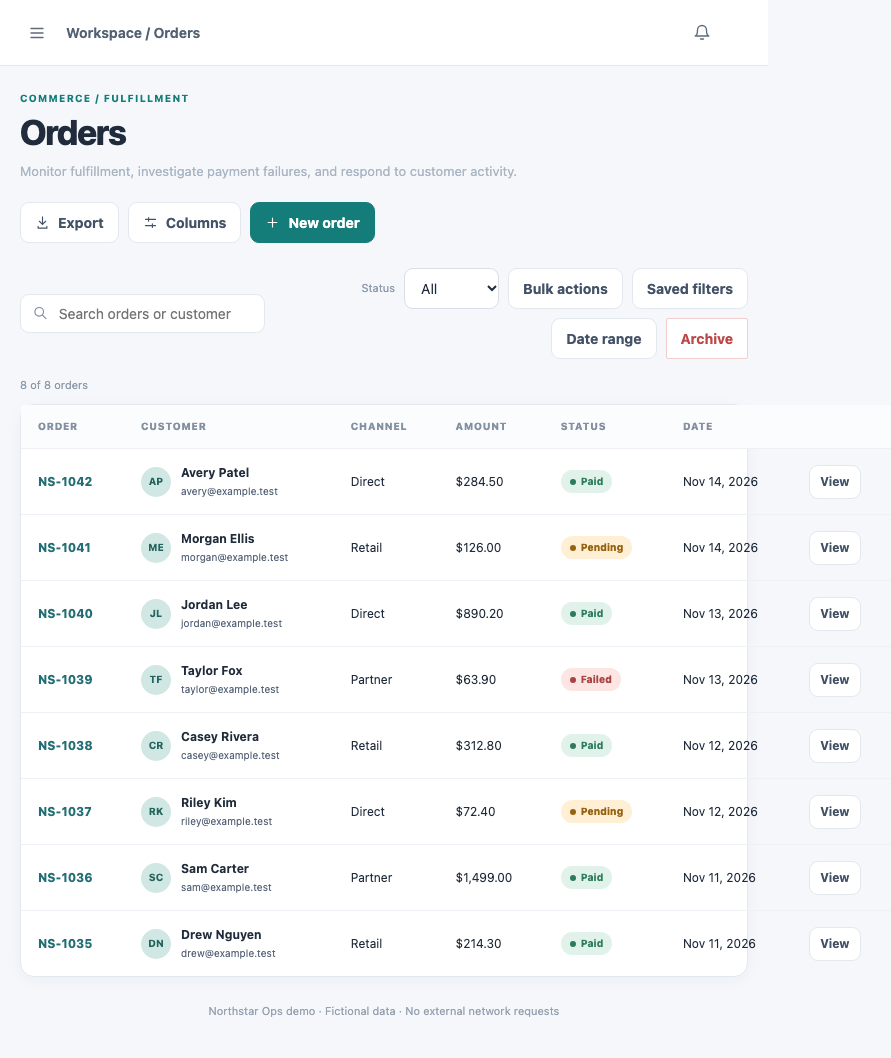 Workspace / Orders
COMMERCE / FULFILLMENT
Orders
Monitor fulfillment, investigate payment failures, and respond to customer activity.
Export Columns New order
Status All Bulk actions Saved filters
Search orders or customer
Date range Archive
8 of 8 orders
ORDER CUSTOMER CHANNEL AMOUNT STATUS DATE
NS-1042 AP Avery Patel Direct $284.50 Paid Nov 14, 2026 View
avery@example.test
NS-1041 ME Morgan Ellis Retail $126.00 Pending Nov 14, 2026 View
morgan@example.test
NS-1040 JL Jordan Lee Direct $890.20 Paid Nov 13, 2026 View
jordan@example.test
NS-1039 TF Taylor Fox Partner $63.90 Failed Nov 13, 2026 View
taylor@example.test
NS-1038 CR Casey Rivera Retail $312.80 Paid Nov 12, 2026 View
casey@example.test
NS-1037 RK Riley Kim Direct $72.40 Pending Nov 12, 2026 View
riley@example.test
NS-1036 SC Sam Carter Partner $1,499.00 Paid Nov 11, 2026 View
sam@example.test
NS-1035 DN Drew Nguyen Retail $214.30 Paid Nov 11, 2026 View
drew@example.test
Northstar Ops demo · Fictional data · No external network requests